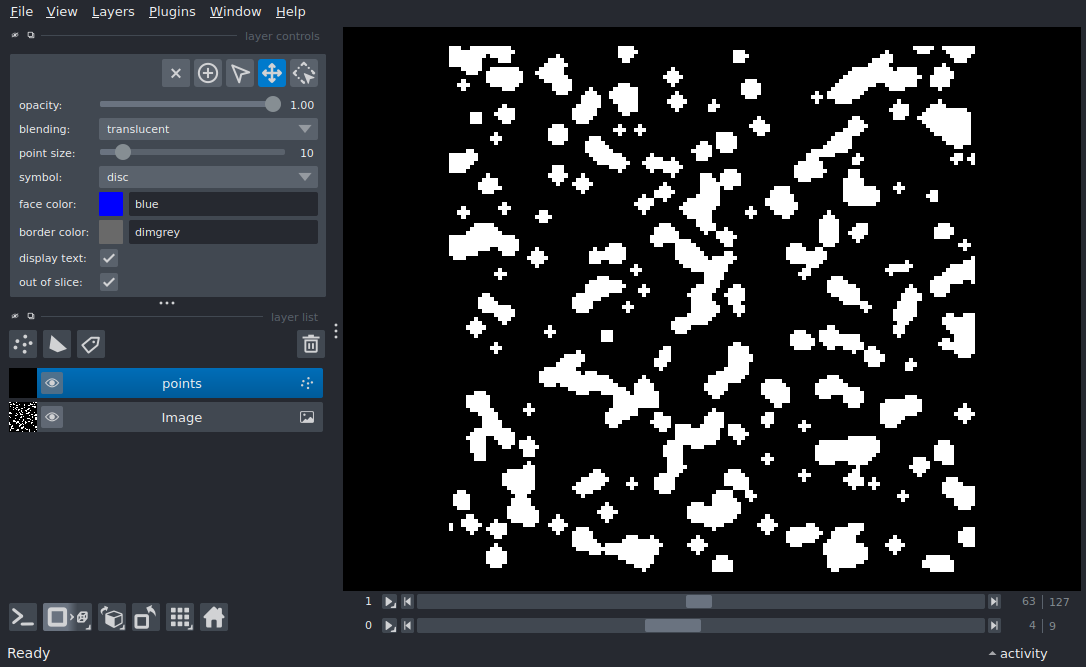 File View Layers Plugins Window Help
layer controls
opacity: 1.00
blending: translucent
point size: 10
symbol: disc
face color: blue
border color: dimgrey
display text:
out of slice:
layer list
points
Image
1 63 | 127
0 4 | 9
Ready activity